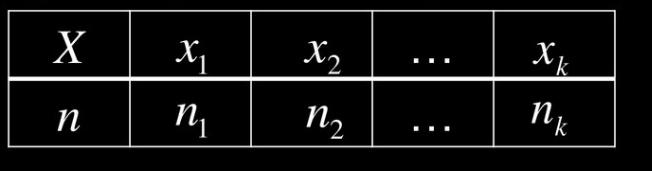 X x₁ x₂ ... xₖ
n n₁ n₂ ... nₖ